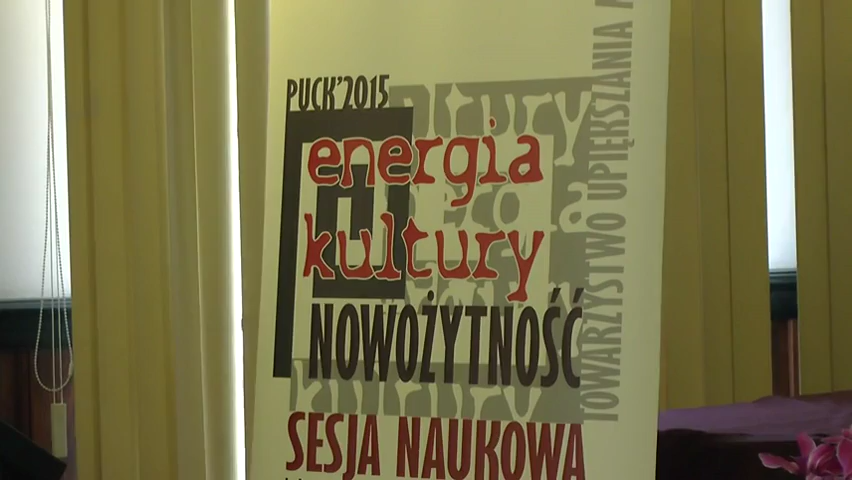 PUCK'2015
energia
kultury
NOWOŻYTNOŚĆ
SESJA NAUKOWA
TOWARZYSTWO UPIĘKSZANIA